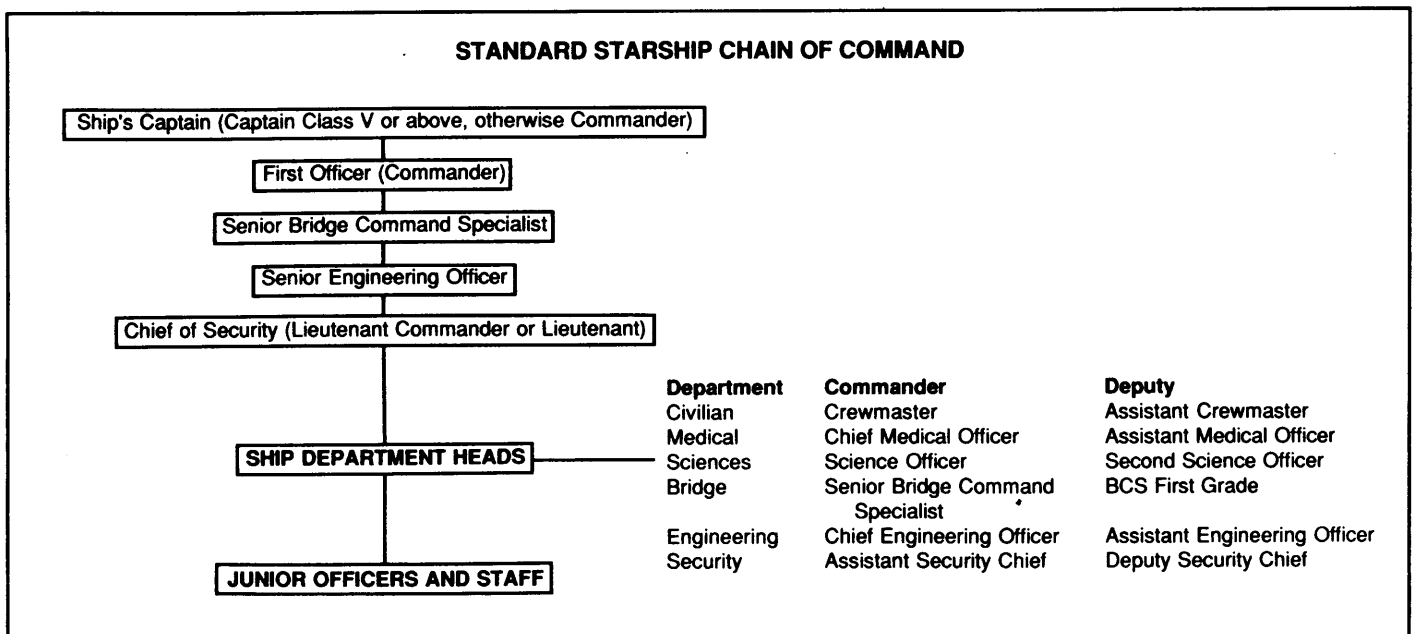 STANDARD STARSHIP CHAIN OF COMMAND
Ship's Captain (Captain Class V or above, otherwise Commander)
First Officer (Commander)
Senior Bridge Command Specialist
Senior Engineering Officer
Chief of Security (Lieutenant Commander or Lieutenant)
SHIP DEPARTMENT HEADS
Department Commander Deputy
Civilian Crewmaster Assistant Crewmaster
Medical Chief Medical Officer Assistant Medical Officer
Sciences Science Officer Second Science Officer
Bridge Senior Bridge Command BCS First Grade
Specialist
Engineering Chief Engineering Officer Assistant Engineering Officer
Security Assistant Security Chief Deputy Security Chief
JUNIOR OFFICERS AND STAFF